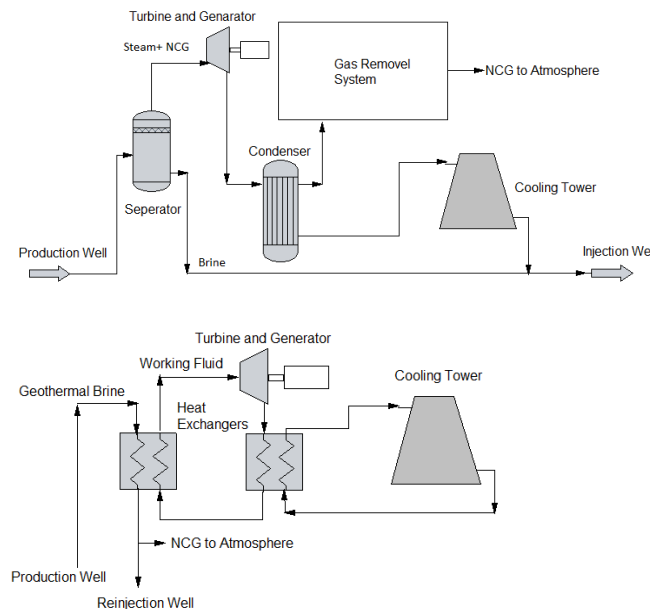 Turbine and Genarator
Steam+ NCG
Gas Removel
System
NCG to Atmosphere
Condenser
Cooling Tower
Seperator
Production Well
Injection We
Brine
Turbine and Generator
Working Fluid
Cooling Tower
Geothermal Brine
Heat
Exchangers
NCG to Atmosphere
Production Well
Reinjection Well